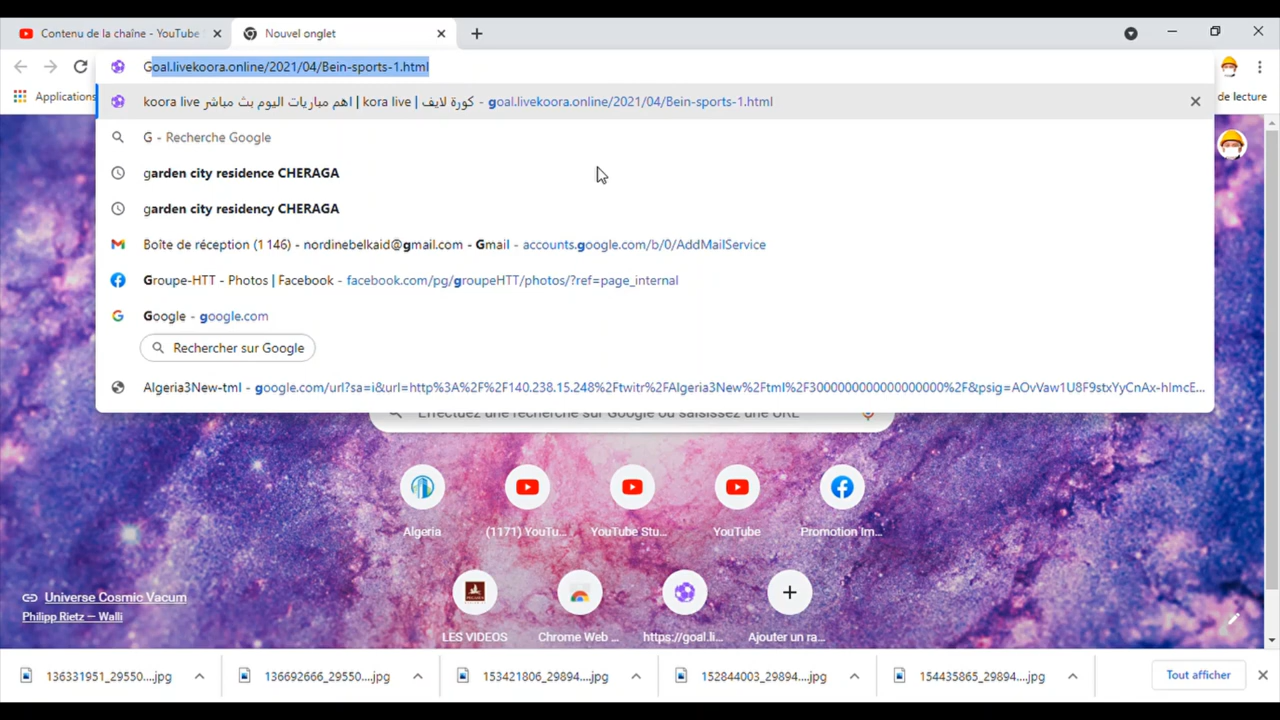 Contenu de la chaîne - YouTube
Nouvel onglet
Goal.livekoora.online/2021/04/Bein-sports-1.html
Applications
de lecture
koora live اهم مباريات اليوم بث مباشر | kora live | كورة لايف - goal.livekoora.online/2021/04/Bein-sports-1.html
G - Recherche Google
garden city residence CHERAGA
garden city residency CHERAGA
Boîte de réception (1 146) - nordinebelkaid@gmail.com - Gmail - accounts.google.com/b/0/AddMailService
Groupe-HTT - Photos | Facebook - facebook.com/pg/groupeHTT/photos/?ref=page_internal
Google - google.com
Rechercher sur Google
Algeria3New-tml - google.com/url?sa=i&url=http%3A%2F%2F140.238.15.248%2Ftwitr%2FAlgeria3New%2Ftml%2F3000000000000000000%2F&psig=AOvVaw1U8F9stxYyCnAx-hImcE...
Effectuez une recherche sur Google ou saisissez une URL
Algeria
(1171) YouTu...
YouTube Stu...
YouTube
Promotion Im...
LES VIDEOS
Chrome Web ...
https://goal.li...
Ajouter un ra...
Universe Cosmic Vacum
Philipp Rietz — Walli
136331951_29550....jpg
136692666_29550....jpg
153421806_29894....jpg
152844003_29894....jpg
154435865_29894....jpg
Tout afficher